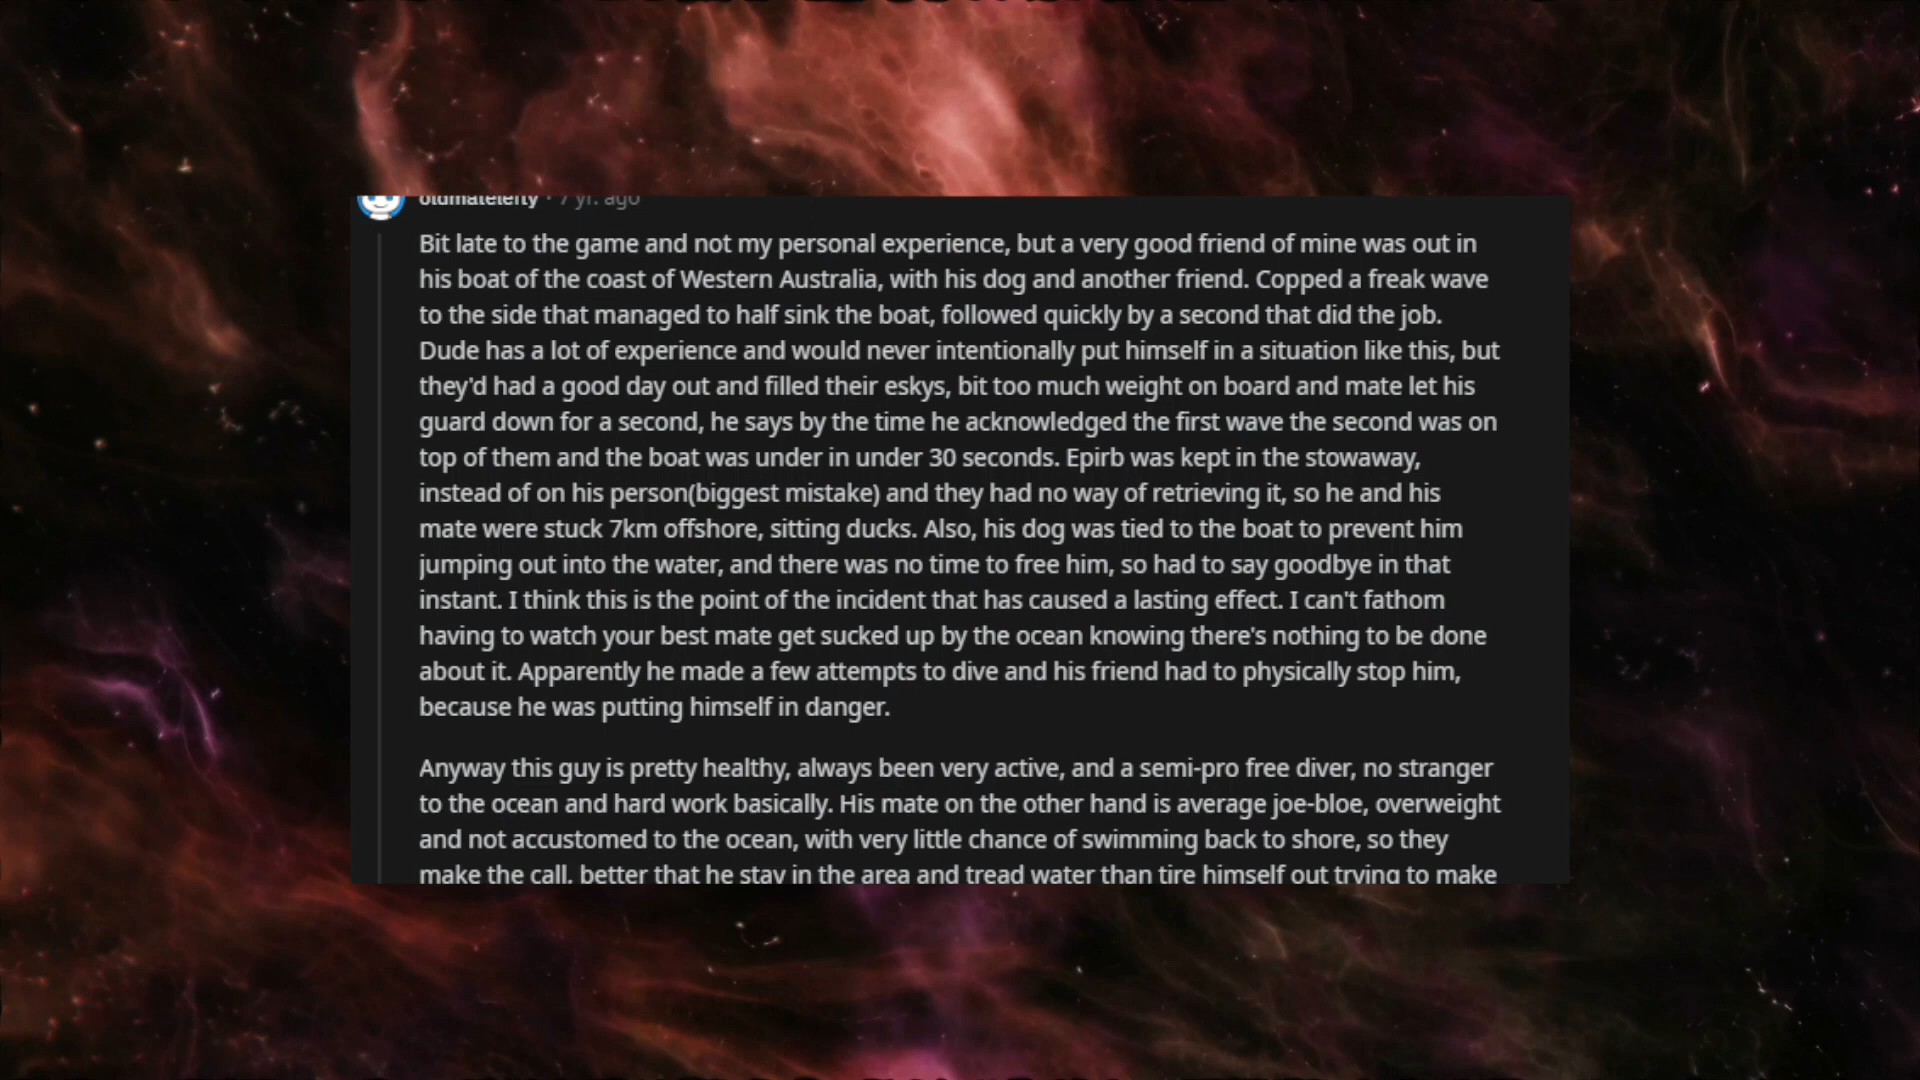 oldmatelefty · 7 yr. ago
Bit late to the game and not my personal experience, but a very good friend of mine was out in
his boat of the coast of Western Australia, with his dog and another friend. Copped a freak wave
to the side that managed to half sink the boat, followed quickly by a second that did the job.
Dude has a lot of experience and would never intentionally put himself in a situation like this, but
they'd had a good day out and filled their eskys, bit too much weight on board and mate let his
guard down for a second, he says by the time he acknowledged the first wave the second was on
top of them and the boat was under in under 30 seconds. Epirb was kept in the stowaway,
instead of on his person(biggest mistake) and they had no way of retrieving it, so he and his
mate were stuck 7km offshore, sitting ducks. Also, his dog was tied to the boat to prevent him
jumping out into the water, and there was no time to free him, so had to say goodbye in that
instant. I think this is the point of the incident that has caused a lasting effect. I can't fathom
having to watch your best mate get sucked up by the ocean knowing there's nothing to be done
about it. Apparently he made a few attempts to dive and his friend had to physically stop him,
because he was putting himself in danger.
Anyway this guy is pretty healthy, always been very active, and a semi-pro free diver, no stranger
to the ocean and hard work basically. His mate on the other hand is average joe-bloe, overweight
and not accustomed to the ocean, with very little chance of swimming back to shore, so they
make the call, better that he stay in the area and tread water than tire himself out trying to make